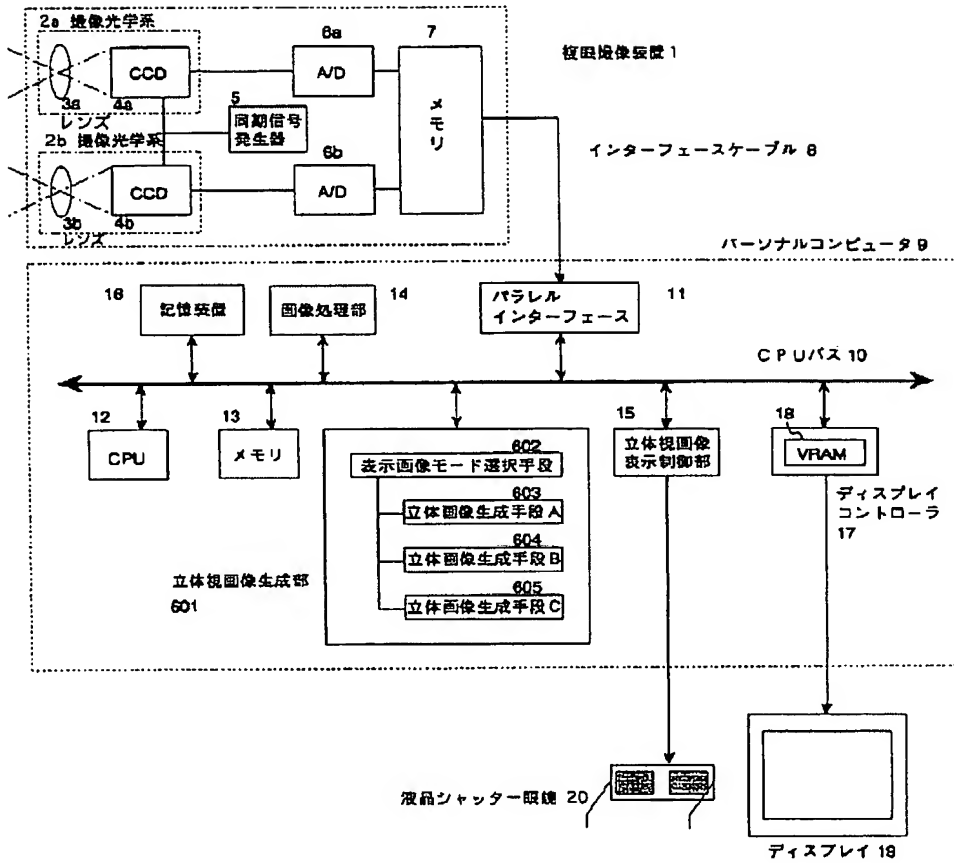 2a 撮像光学系
6a
7
複眼撮像装置 1
CCD
A/D
3a
4a
レンズ
5
同期信号
発生器
メモリ
2b 撮像光学系
6b
インターフェースケーブル 8
CCD
A/D
3b
4b
レンズ
パーソナルコンピュータ 9
16
記憶装置
画像処理部
14
パラレル
インターフェース
11
CPUバス 10
12
CPU
13
メモリ
602
表示画像モード選択手段
603
立体画像生成手段A
604
立体画像生成手段B
605
立体画像生成手段C
立体視画像生成部
601
15
立体視画像
表示制御部
18
VRAM
ディスプレイ
コントローラ
17
液晶シャッター眼鏡 20
ディスプレイ 19